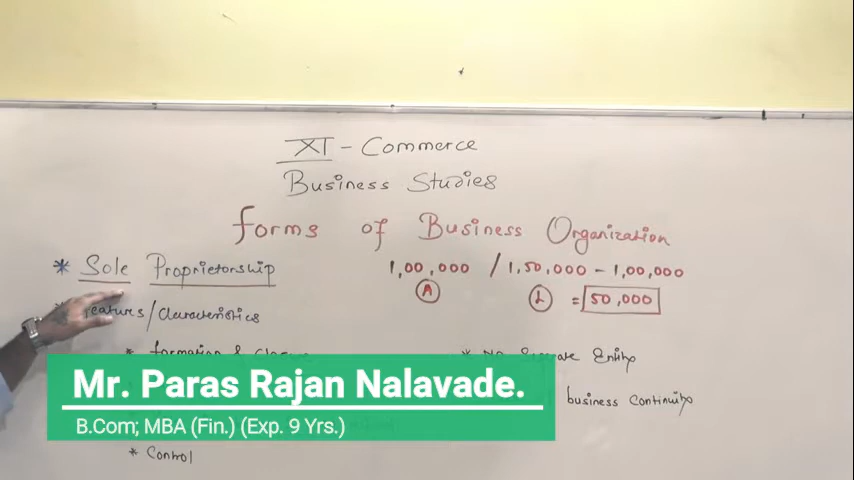 XI - Commerce
Business Studies
Forms of Business Organization
* Sole Proprietorship
1,00,000 / 1,50,000 - 1,00,000
A L = 50,000
* Features/Characteristics
* Formation & * No Separate Entity
business Continuity
* Control
Mr. Paras Rajan Nalavade.
B.Com; MBA (Fin.) (Exp. 9 Yrs.)